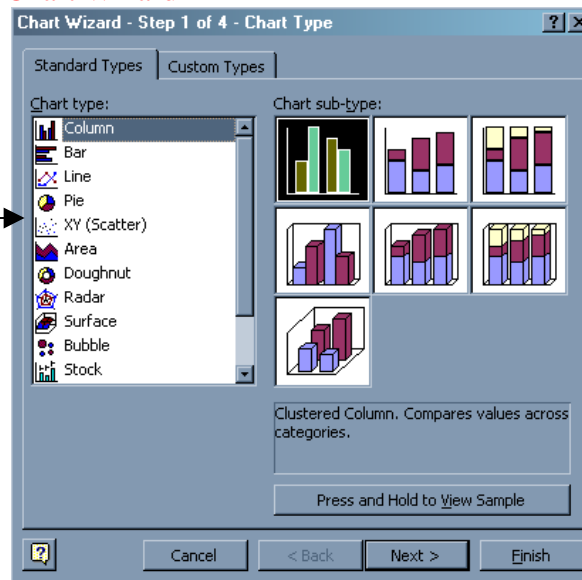 Chart Wizard - Step 1 of 4 - Chart Type
Standard Types
Custom Types
Chart type:
Column
Bar
Line
Pie
XY (Scatter)
Area
Doughnut
Radar
Surface
Bubble
Stock
Chart sub-type:
Clustered Column. Compares values across
categories.
Press and Hold to View Sample
Cancel
< Back
Next >
Finish